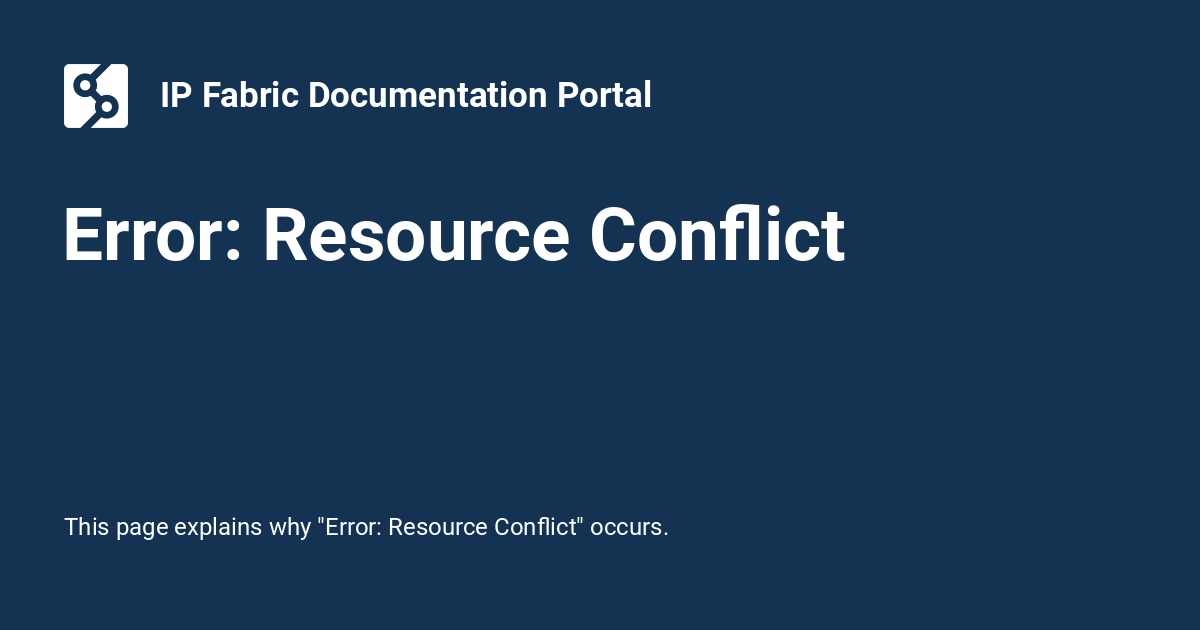 IP Fabric Documentation Portal
Error: Resource Conflict
This page explains why "Error: Resource Conflict" occurs.